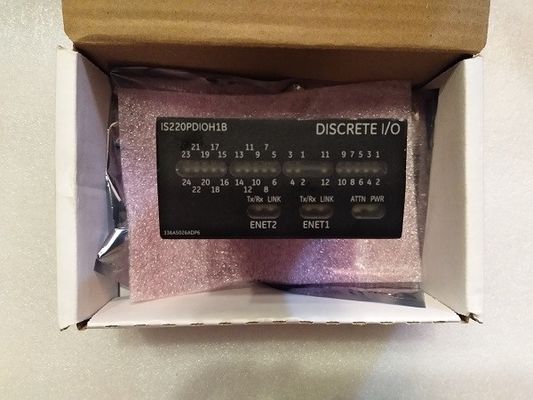 IS220PDIOH1B DISCRETE I/O
21 17 11 7
23 19 15 13 9 5 3 1 11 9 7 5 3 1
24 20 16 14 10 6 4 2 12 10 8 6 4 2
22 18 12 8
Tx/Rx LINK Tx/Rx LINK ATTN PWR
ENET2 ENET1
336A5026ADP6